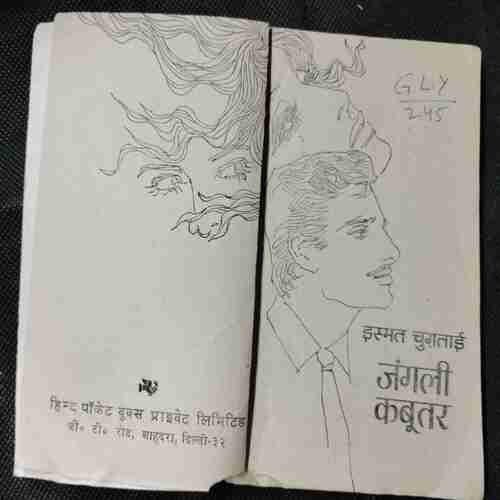 हिन्द पॉकेट बुक्स प्राइवेट लिमिटेड
जी० टी० रोड, शाहदरा, दिल्ली-३२
GLY
245
इस्मत चुग़ताई
जंगली
कबूतर